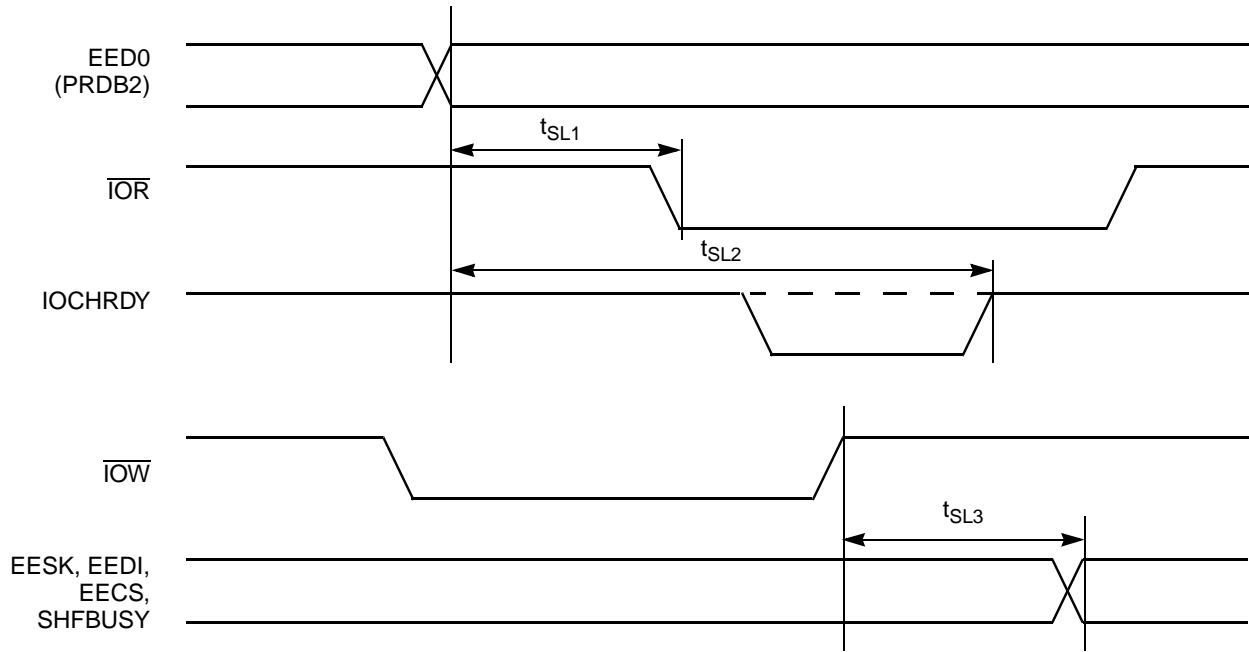 EED0
(PRDB2)
tSL1
IOR
tSL2
IOCHRDY
IOW
tSL3
EESK, EEDI,
EECS,
SHFBUSY